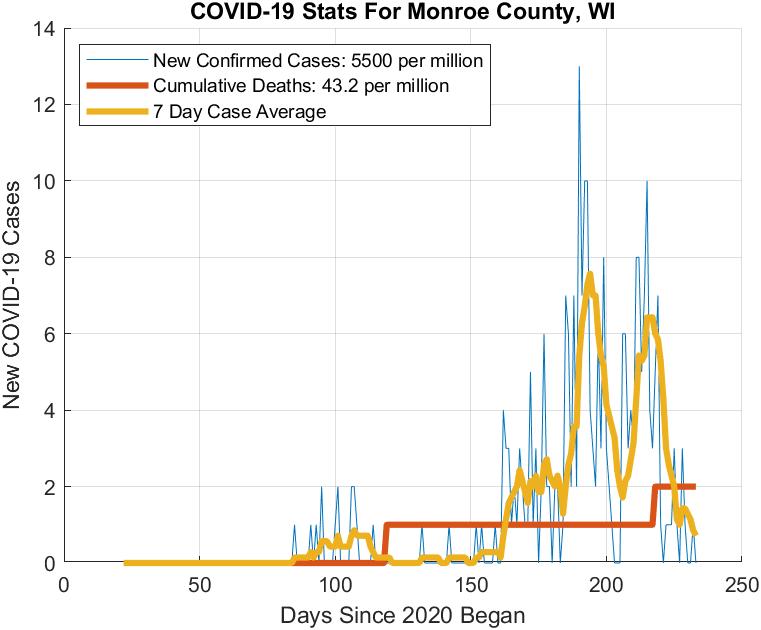 COVID-19 Stats For Monroe County, WI
New Confirmed Cases: 5500 per million
Cumulative Deaths: 43.2 per million
7 Day Case Average
New COVID-19 Cases
14
12
10
8
6
4
2
0
0 50 100 150 200 250
Days Since 2020 Began